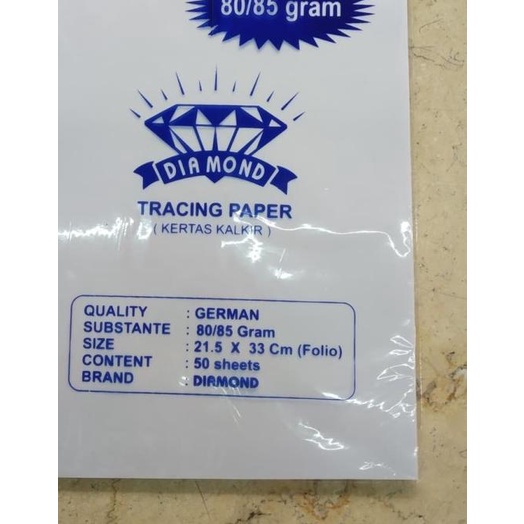 80/85 gram
DIAMOND
TRACING PAPER
( KERTAS KALKIR )
QUALITY : GERMAN
SUBSTANTE : 80/85 Gram
SIZE : 21.5 X 33 Cm (Folio)
CONTENT : 50 sheets
BRAND : DIAMOND